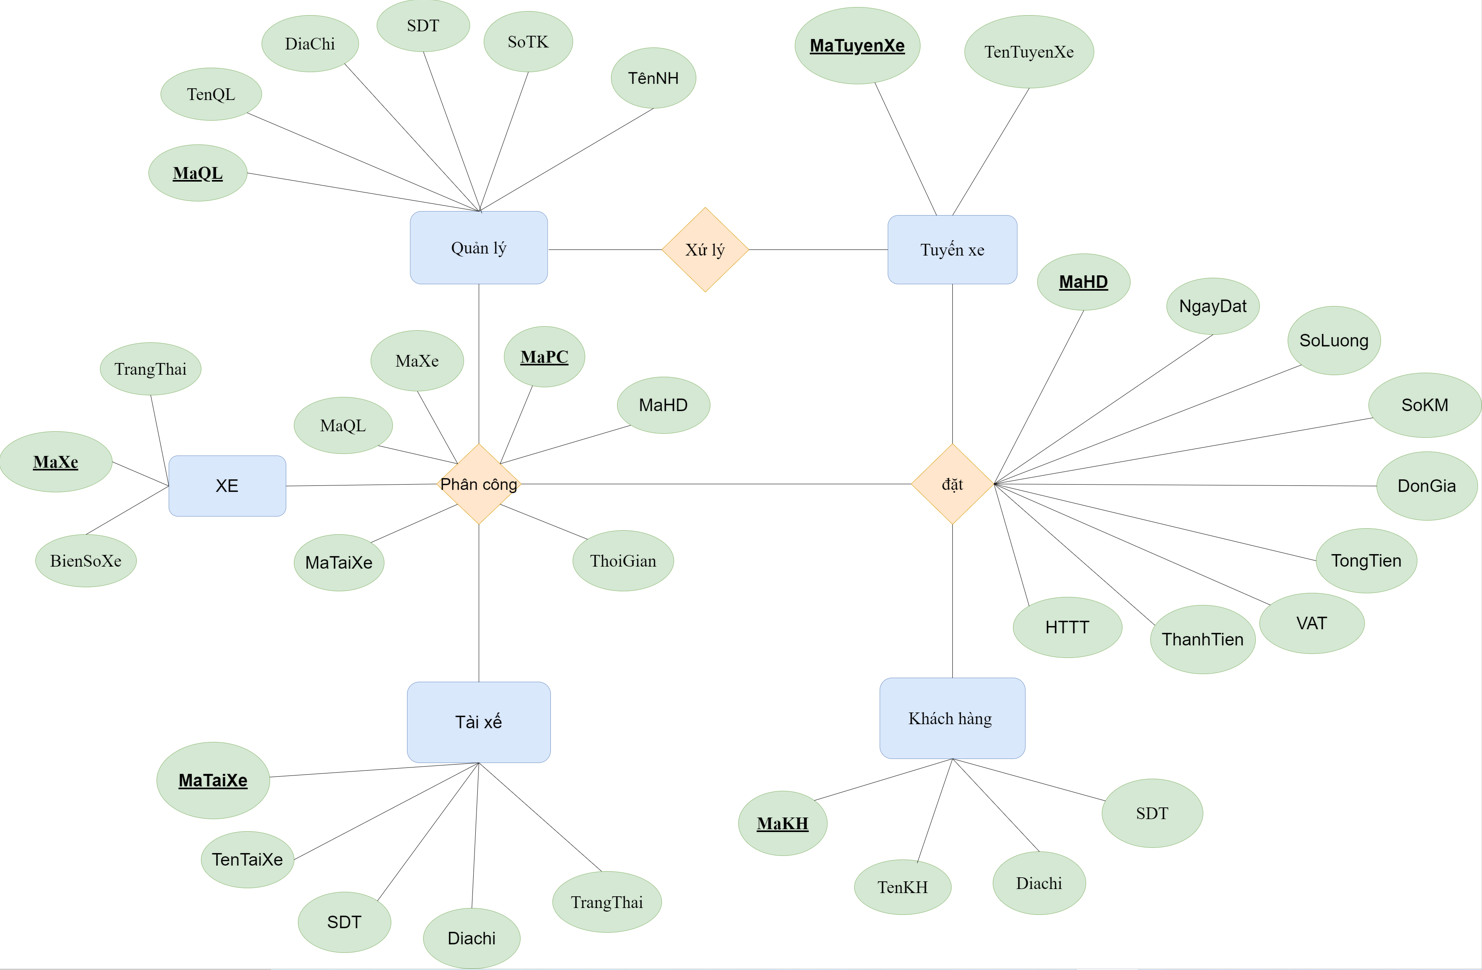 DiaChi
SDT
SoTK
TênNH
TenQL
MaQL
MaTuyenXe
TenTuyenXe
Quản lý
Xứ lý
Tuyến xe
MaHD
NgayDat
SoLuong
SoKM
DonGia
TongTien
VAT
ThanhTien
HTTT
đặt
TrangThai
MaXe
BienSoXe
XE
MaXe
MaPC
MaQL
MaHD
Phân công
MaTaiXe
ThoiGian
Tài xế
MaTaiXe
TenTaiXe
SDT
Diachi
TrangThai
Khách hàng
MaKH
TenKH
Diachi
SDT